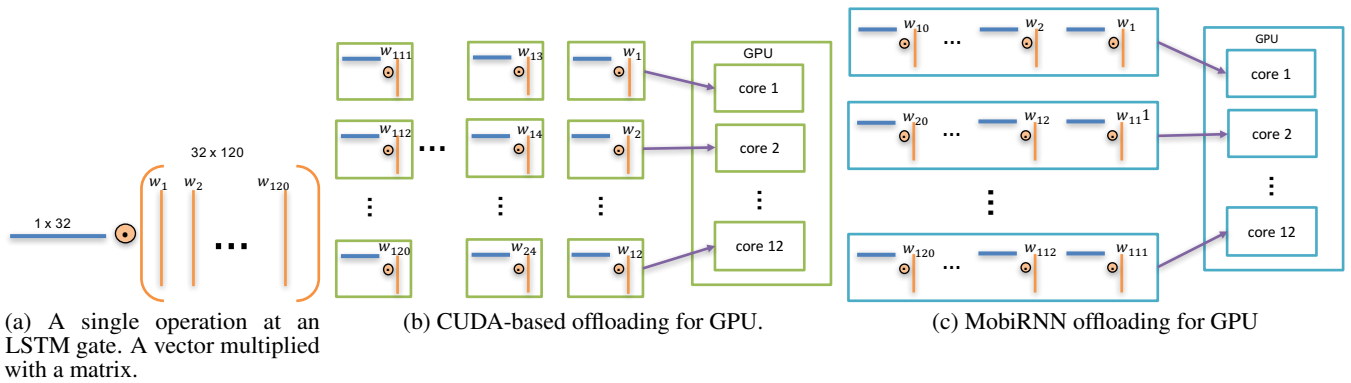 32 x 120
w₁ w₂ w₁₂₀
1 x 32
...
(a) A single operation at an
LSTM gate. A vector multiplied
with a matrix.
w₁₁₁ w₁₃ w₁
w₁₁₂ ... w₁₄ w₂
⋮ ⋮ ⋮
w₁₂₀ w₂₄ w₁₂
GPU
core 1
core 2
⋮
core 12
(b) CUDA-based offloading for GPU.
w₁₀ ... w₂ w₁
w₂₀ ... w₁₂ w₁₁1
⋮
w₁₂₀ ... w₁₁₂ w₁₁₁
GPU
core 1
core 2
⋮
core 12
(c) MobiRNN offloading for GPU